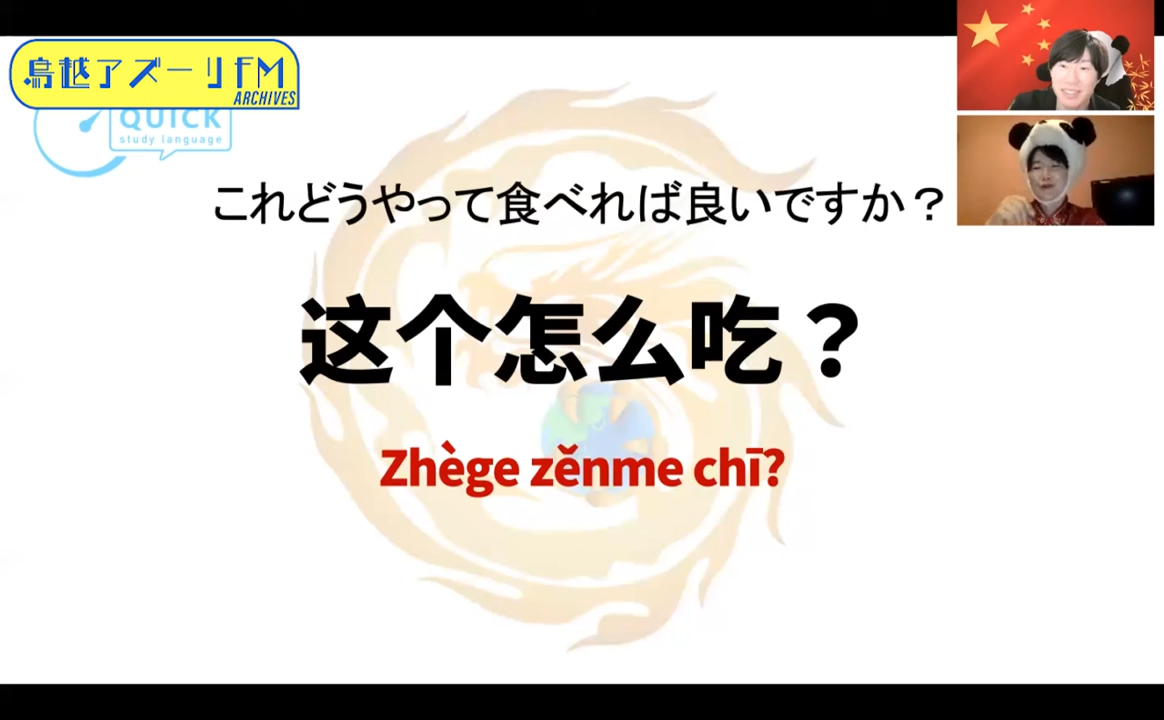 鳥越アズーリFM
ARCHIVES
QUICK
study language
これどうやって食べれば良いですか？
这个怎么吃？
Zhège zěnme chī?